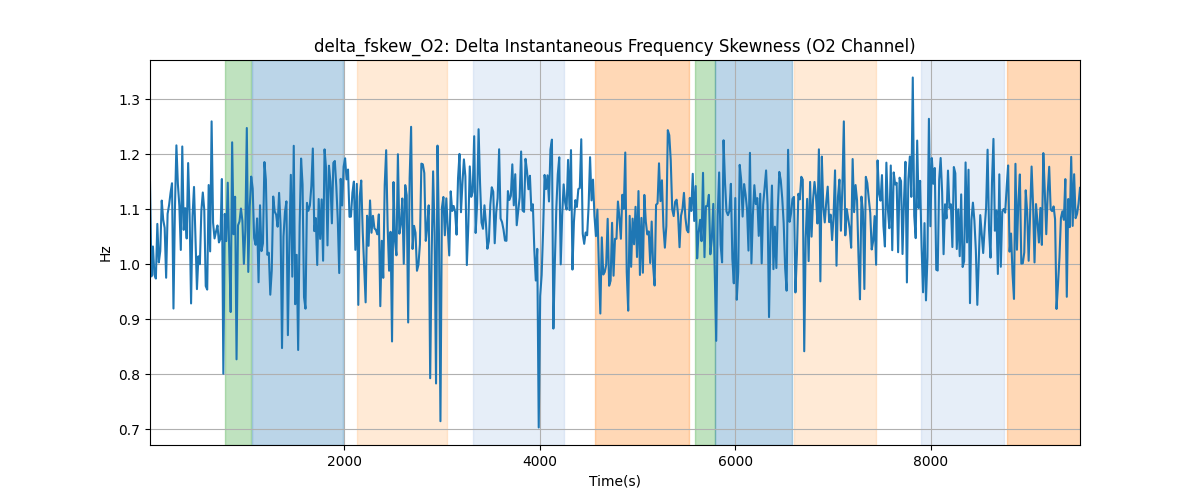 delta_fskew_O2: Delta Instantaneous Frequency Skewness (O2 Channel)
1.3
1.2
1.1
1.0
0.9
0.8
0.7
Hz
2000 4000 6000 8000
Time(s)